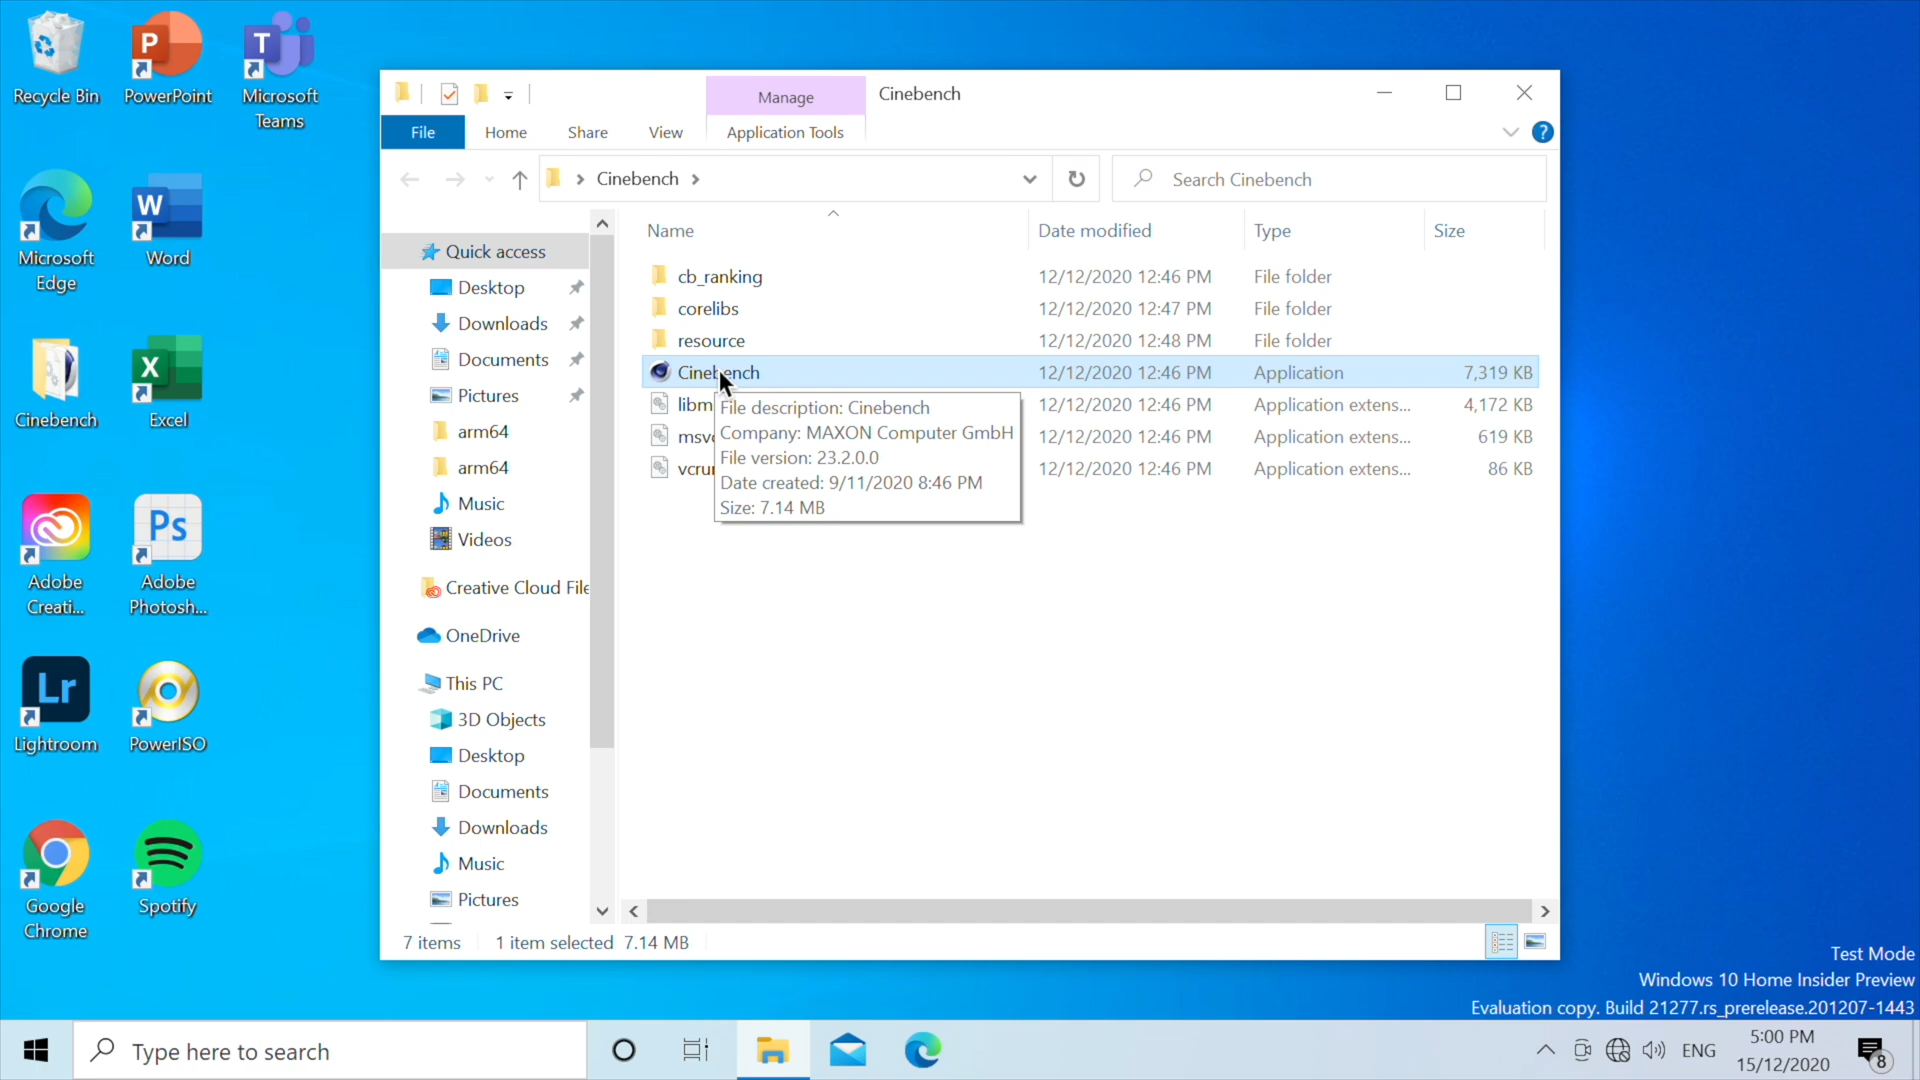 Recycle Bin
PowerPoint
Microsoft
Teams
Microsoft
Edge
Word
Cinebench
Excel
Adobe
Creati...
Adobe
Photosh...
Lightroom
PowerISO
Google
Chrome
Spotify
P
T
W
X
Ps
Lr
Manage
Cinebench
File
Home
Share
View
Application Tools
?
Cinebench
Search Cinebench
Quick access
Desktop
Downloads
Documents
Pictures
arm64
arm64
Music
Videos
Creative Cloud File
OneDrive
This PC
3D Objects
Desktop
Documents
Downloads
Music
Pictures
Name Date modified Type Size
cb_ranking 12/12/2020 12:46 PM File folder
corelibs 12/12/2020 12:47 PM File folder
resource 12/12/2020 12:48 PM File folder
Cinebench 12/12/2020 12:46 PM Application 7,319 KB
libm 12/12/2020 12:46 PM Application extens... 4,172 KB
msvc 12/12/2020 12:46 PM Application extens... 619 KB
vcrur 12/12/2020 12:46 PM Application extens... 86 KB
File description: Cinebench
Company: MAXON Computer GmbH
File version: 23.2.0.0
Date created: 9/11/2020 8:46 PM
Size: 7.14 MB
7 items 1 item selected 7.14 MB
Test Mode
Windows 10 Home Insider Preview
Evaluation copy. Build 21277.rs_prerelease.201207-1443
Type here to search
ENG
5:00 PM
15/12/2020
8